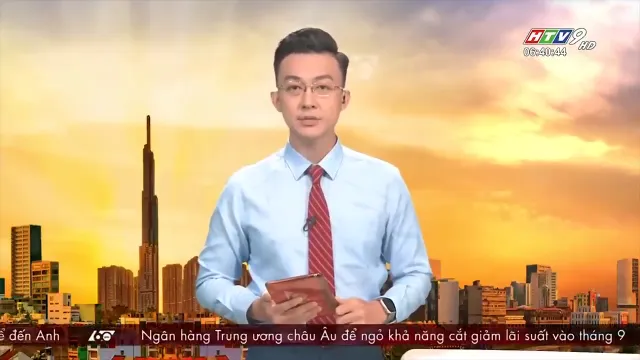 HTV9 HD
06:40:44
ể đến Anh 60 Ngân hàng Trung ương châu Âu để ngỏ khả năng cắt giảm lãi suất vào tháng 9